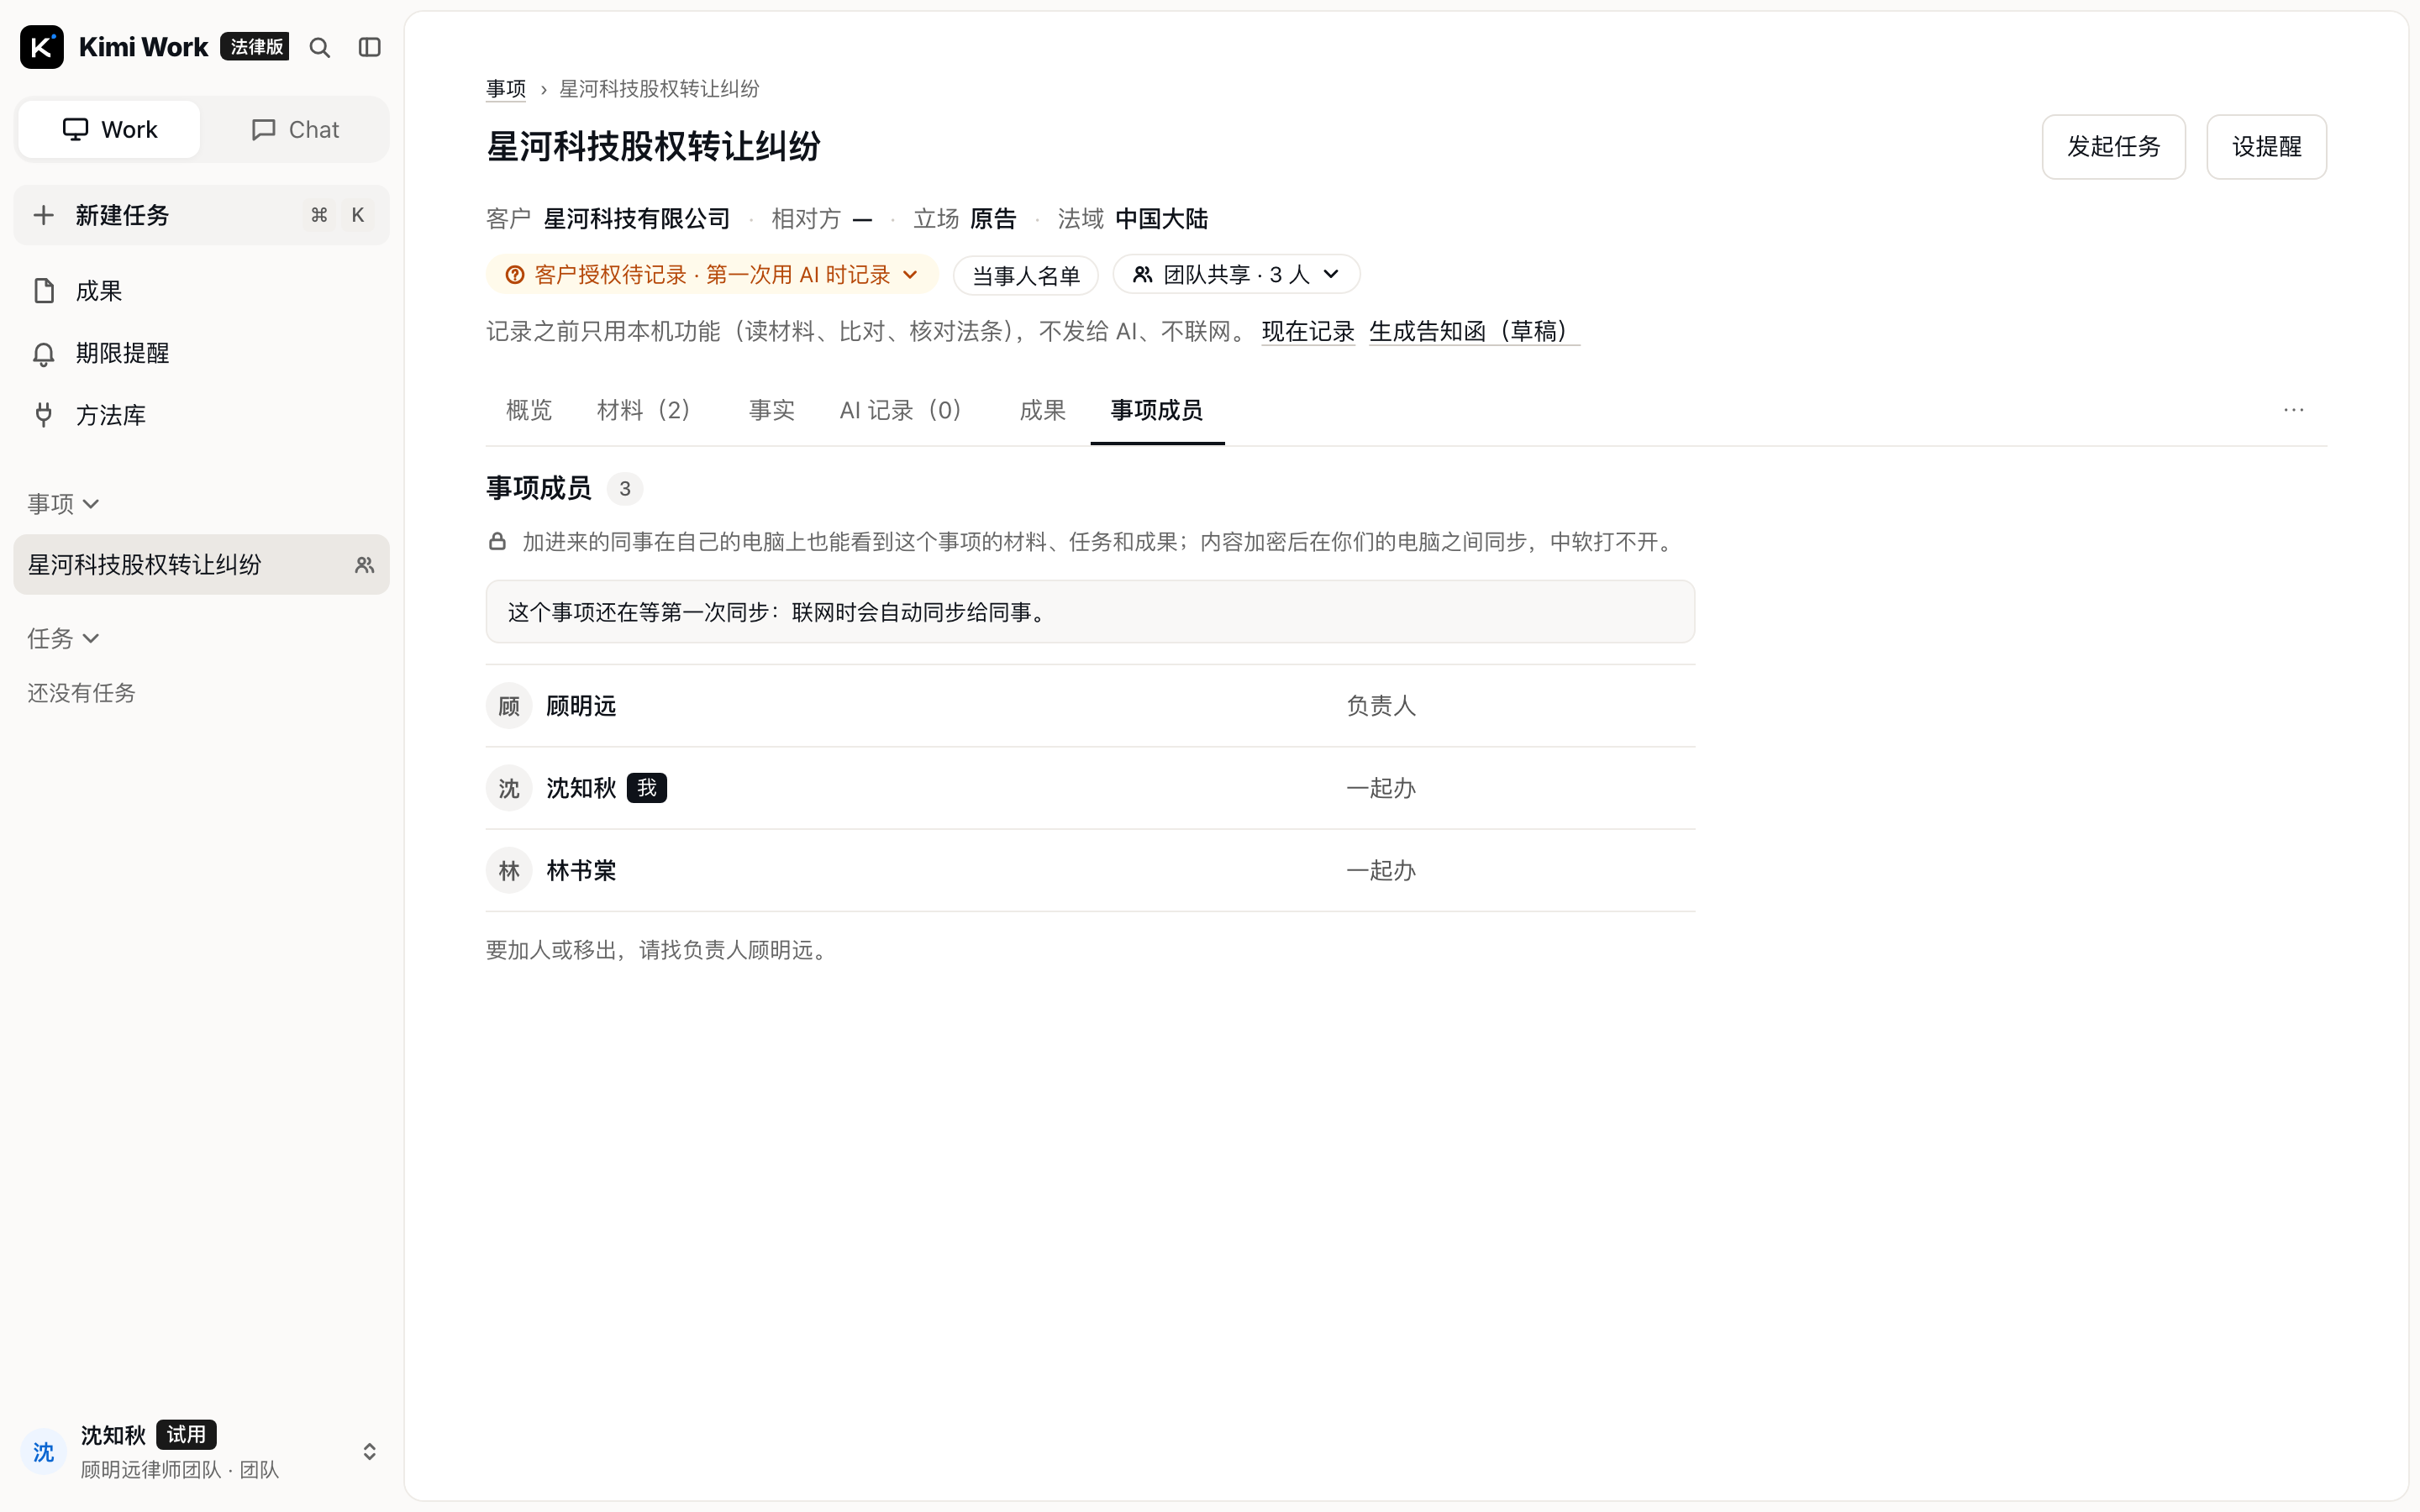 Kimi Work 法律版
Work
Chat
新建任务 ⌘ K
成果
期限提醒
方法库
事项
星河科技股权转让纠纷
任务
还没有任务
沈 沈知秋 试用
顾明远律师团队 · 团队
事项 › 星河科技股权转让纠纷
星河科技股权转让纠纷
发起任务
设提醒
客户 星河科技有限公司 · 相对方 — · 立场 原告 · 法域 中国大陆
客户授权待记录 · 第一次用 AI 时记录
当事人名单
团队共享 · 3 人
记录之前只用本机功能（读材料、比对、核对法条），不发给 AI、不联网。 现在记录 生成告知函（草稿）
概览 材料（2） 事实 AI 记录（0） 成果 事项成员 …
事项成员 3
加进来的同事在自己的电脑上也能看到这个事项的材料、任务和成果；内容加密后在你们的电脑之间同步，中软打不开。
这个事项还在等第一次同步：联网时会自动同步给同事。
顾 顾明远 负责人
沈 沈知秋 我 一起办
林 林书棠 一起办
要加人或移出，请找负责人顾明远。